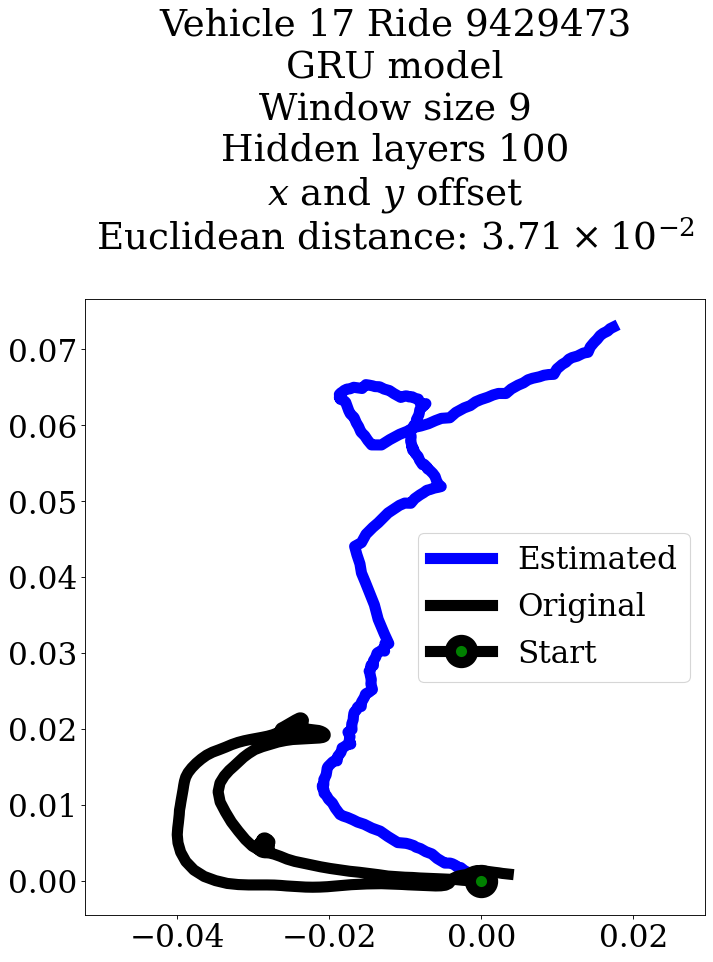 Vehicle 17 Ride 9429473
GRU model
Window size 9
Hidden layers 100
x and y offset
Euclidean distance: 3.71 × 10⁻²
0.07
0.06
0.05
0.04
0.03
0.02
0.01
0.00
Estimated
Original
Start
−0.04
−0.02
0.00
0.02